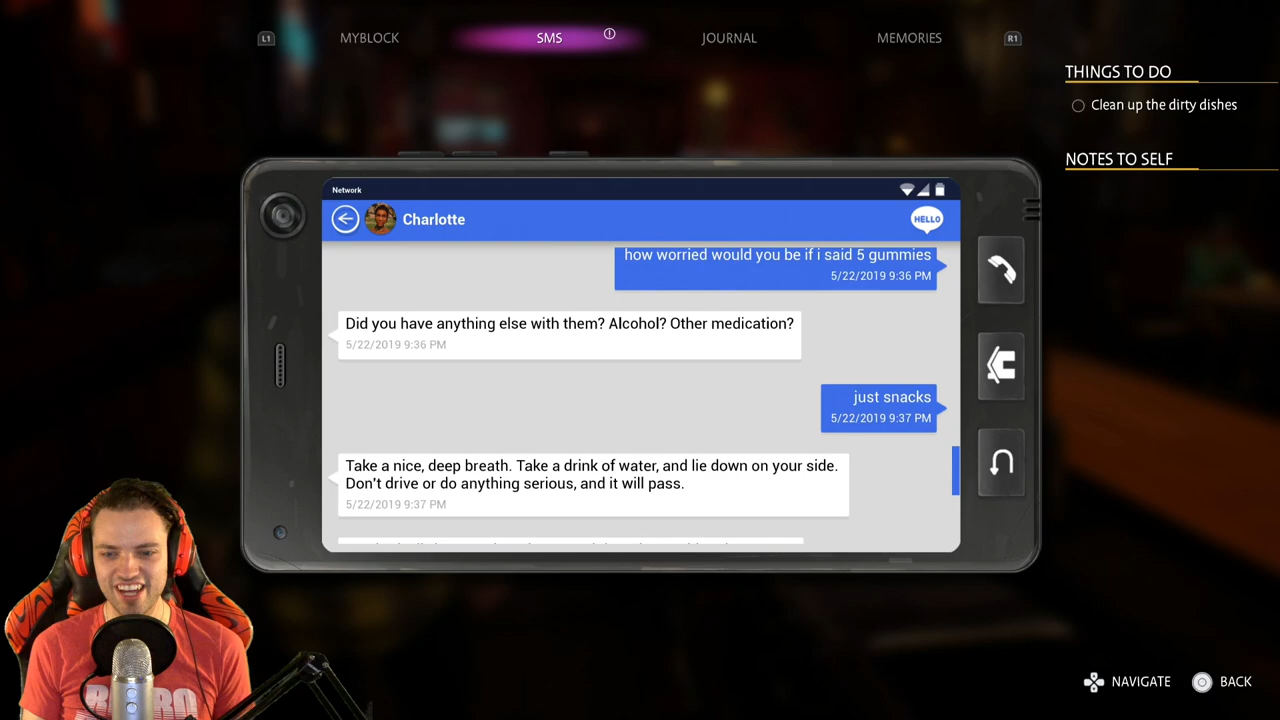 L1
MYBLOCK
SMS
JOURNAL
MEMORIES
R1
THINGS TO DO
Clean up the dirty dishes
NOTES TO SELF
Network
Charlotte
HELLO
how worried would you be if i said 5 gummies
5/22/2019 9:36 PM
Did you have anything else with them? Alcohol? Other medication?
5/22/2019 9:36 PM
just snacks
5/22/2019 9:37 PM
Take a nice, deep breath. Take a drink of water, and lie down on your side.
Don't drive or do anything serious, and it will pass.
5/22/2019 9:37 PM
NAVIGATE
BACK